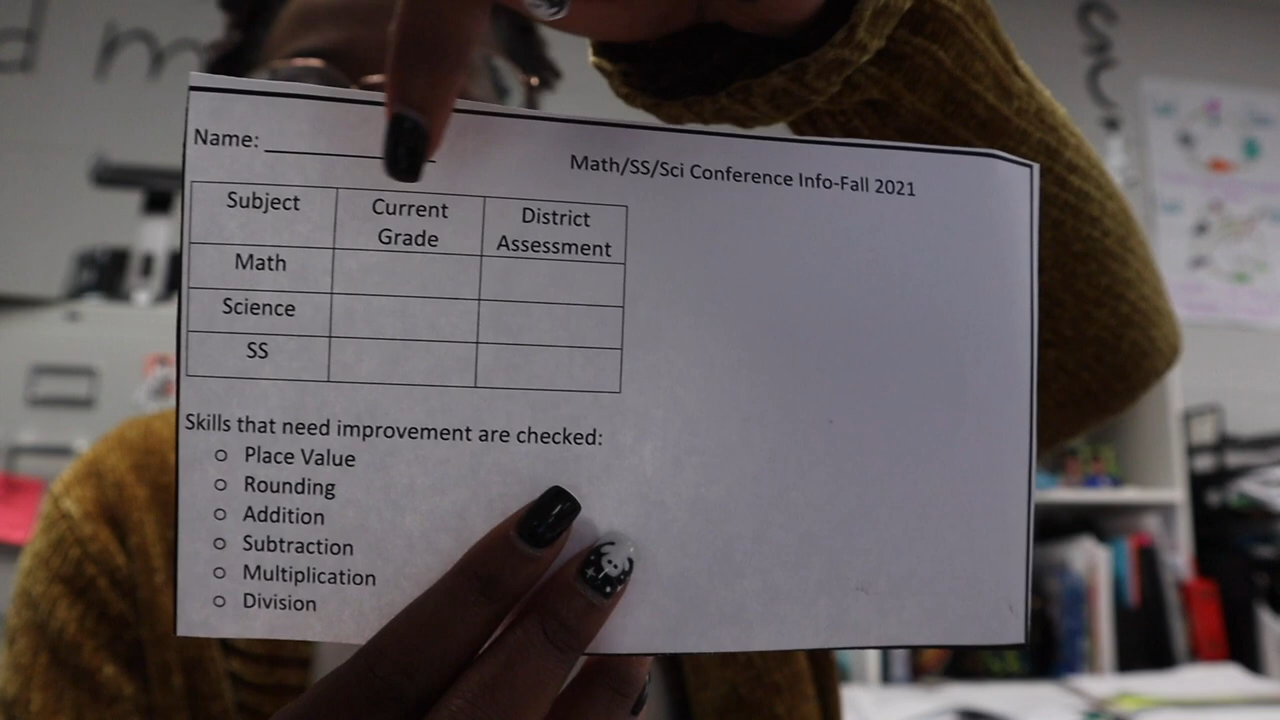 Name: ___________
Math/SS/Sci Conference Info-Fall 2021
Subject Current Grade District Assessment
Math
Science
SS
Skills that need improvement are checked:
o Place Value
o Rounding
o Addition
o Subtraction
o Multiplication
o Division